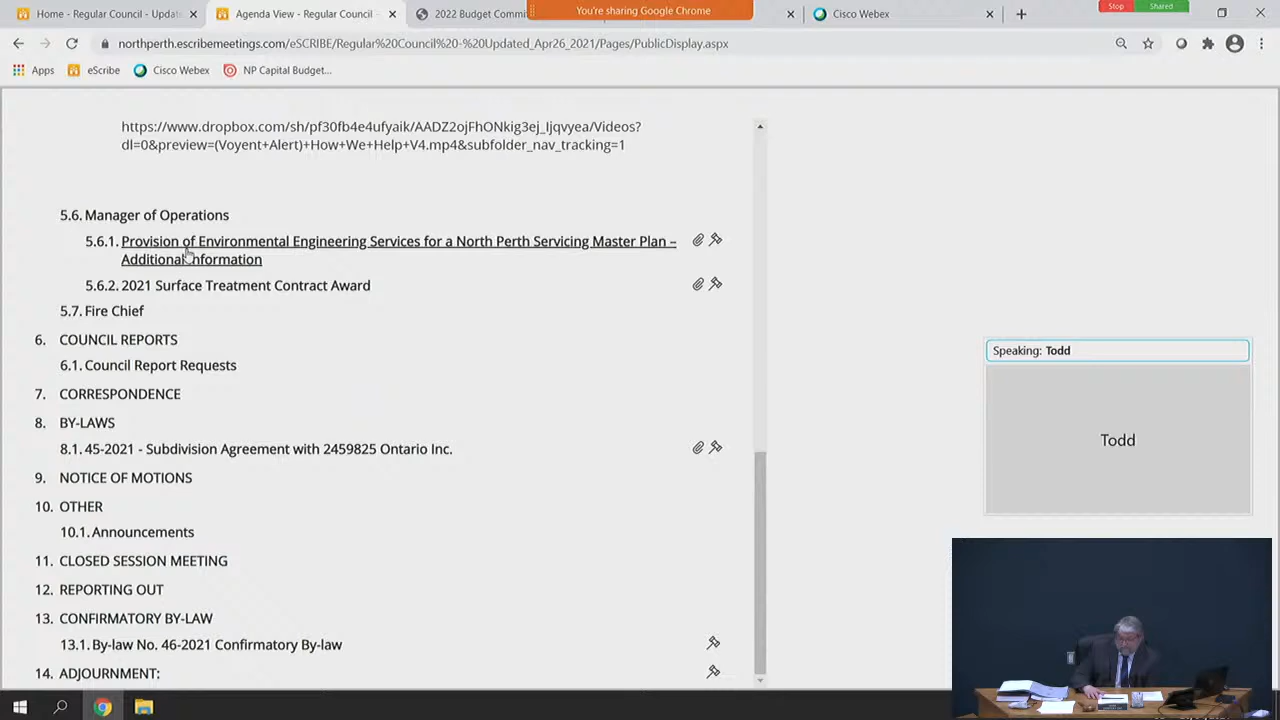 Home - Regular Council - Updat
Agenda View - Regular Council -
2022 Budget Commi
You're sharing Google Chrome
Cisco Webex
Stop
Shared
northperth.escribemeetings.com/eSCRIBE/Regular%20Council%20-%20Updated_Apr26_2021/Pages/PublicDisplay.aspx
Apps
eScribe
Cisco Webex
NP Capital Budget...
https://www.dropbox.com/sh/pf30fb4e4ufyaik/AADZ2ojFhONkig3ej_Ijqvyea/Videos?
dl=0&preview=(Voyent+Alert)+How+We+Help+V4.mp4&subfolder_nav_tracking=1
5.6. Manager of Operations
5.6.1. Provision of Environmental Engineering Services for a North Perth Servicing Master Plan –
Additional Information
5.6.2. 2021 Surface Treatment Contract Award
5.7. Fire Chief
6. COUNCIL REPORTS
6.1. Council Report Requests
7. CORRESPONDENCE
8. BY-LAWS
8.1. 45-2021 - Subdivision Agreement with 2459825 Ontario Inc.
9. NOTICE OF MOTIONS
10. OTHER
10.1. Announcements
11. CLOSED SESSION MEETING
12. REPORTING OUT
13. CONFIRMATORY BY-LAW
13.1. By-law No. 46-2021 Confirmatory By-law
14. ADJOURNMENT:
Speaking: Todd
Todd